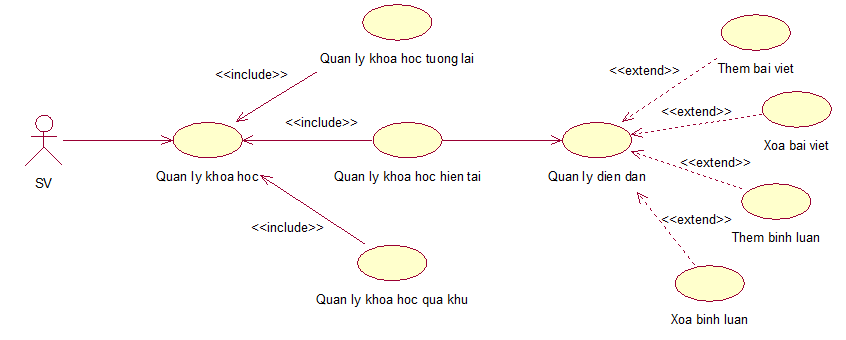 Quan ly khoa hoc tuong lai
<<include>>
<<extend>>
Them bai viet
<<include>>
<<extend>>
Xoa bai viet
SV
Quan ly khoa hoc
Quan ly khoa hoc hien tai
Quan ly dien dan
<<extend>>
<<include>>
<<extend>>
Them binh luan
Quan ly khoa hoc qua khu
Xoa binh luan